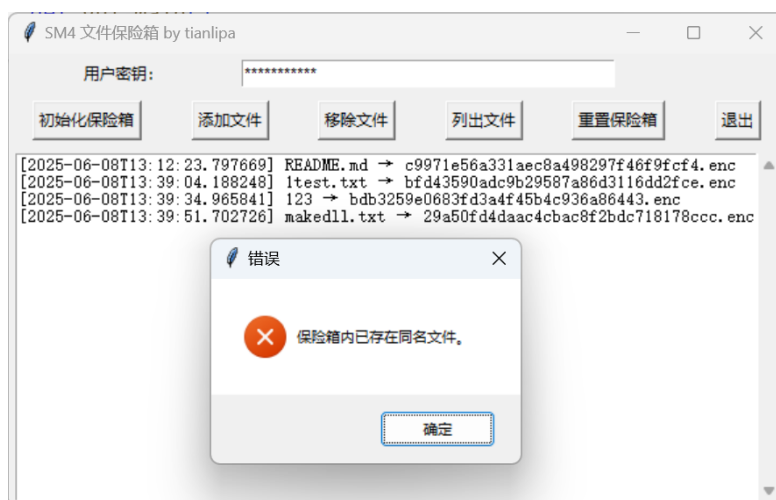 SM4 文件保险箱 by tianlipa
用户密钥: ***********
初始化保险箱 添加文件 移除文件 列出文件 重置保险箱 退出
[2025-06-08T13:12:23.797669] README.md → c9971e56a331aec8a498297f46f9fcf4.enc
[2025-06-08T13:39:04.188248] 1test.txt → bfd43590adc9b29587a86d3116dd2fce.enc
[2025-06-08T13:39:34.965841] 123 → bdb3259e0683fd3a4f45b4c936a86443.enc
[2025-06-08T13:39:51.702726] makedll.txt → 29a50fd4daac4cbac8f2bdc718178ccc.enc
错误
保险箱内已存在同名文件。
确定